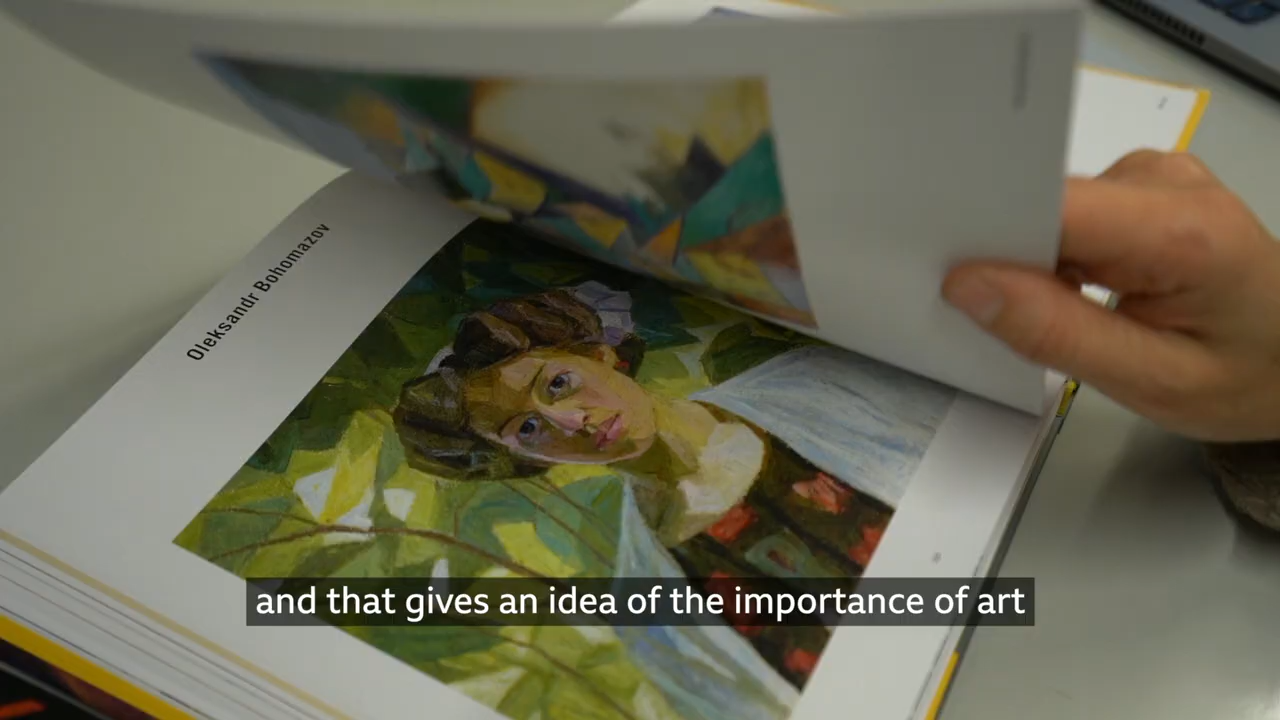 Oleksandr Bohomazov
and that gives an idea of the importance of art